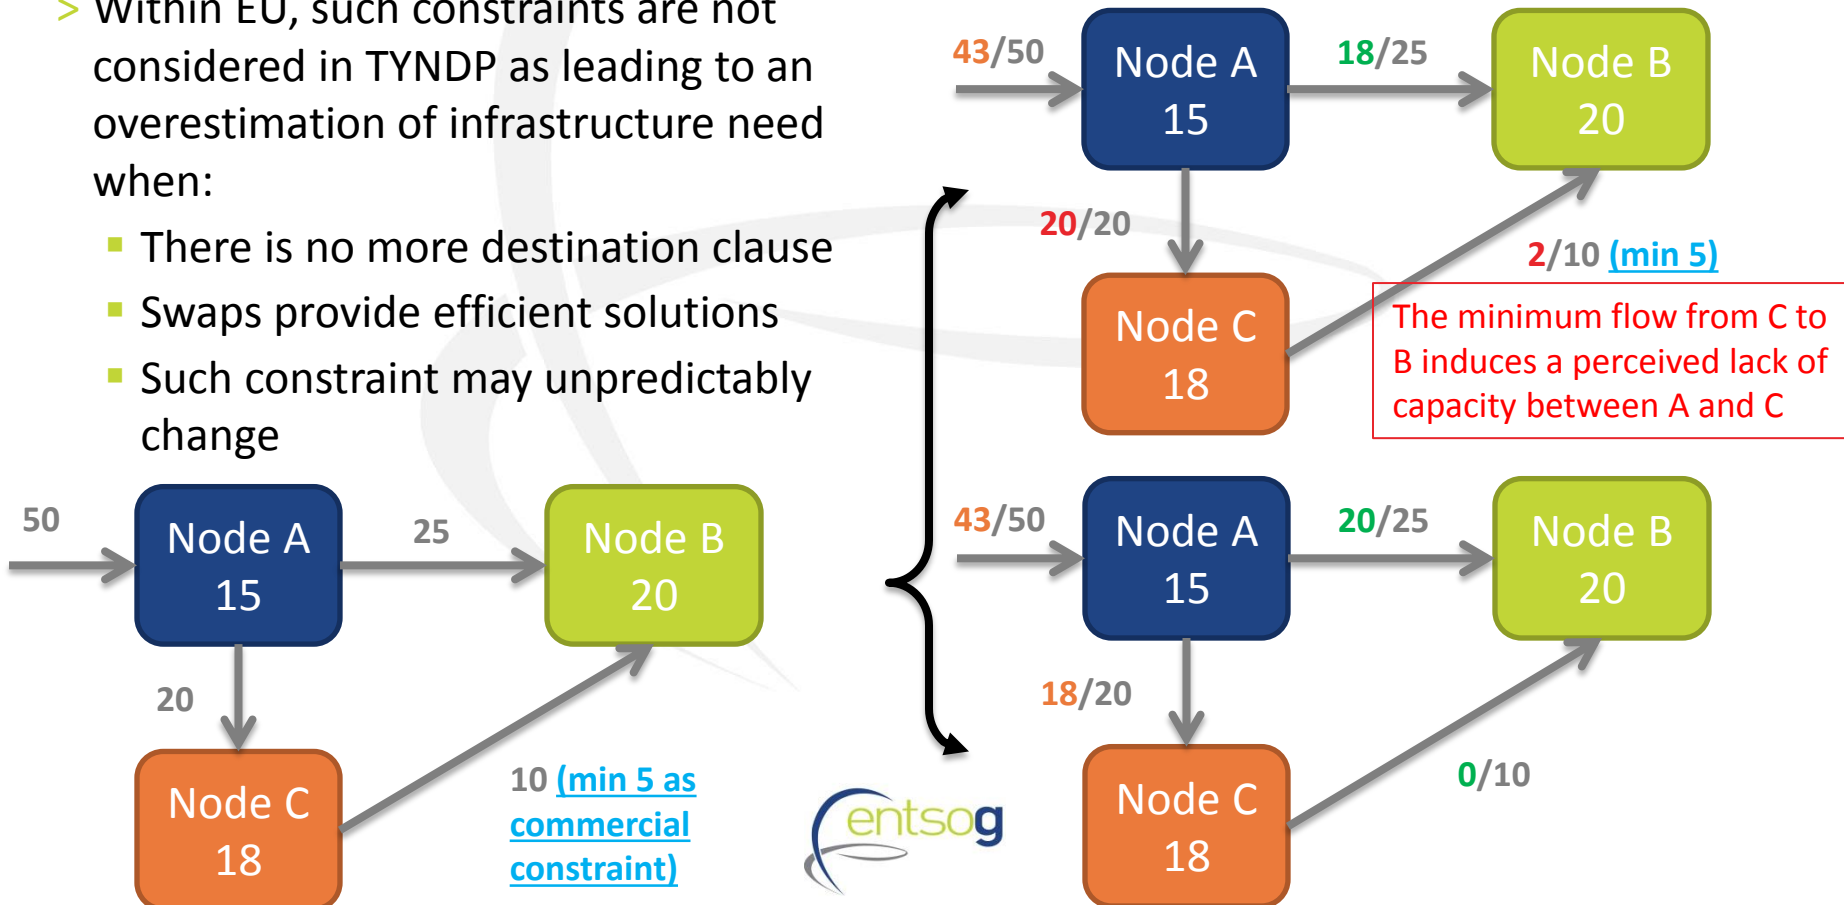 > Within EU, such constraints are not
considered in TYNDP as leading to an
overestimation of infrastructure need
when:
▪ There is no more destination clause
▪ Swaps provide efficient solutions
▪ Such constraint may unpredictably
change
43/50
Node A
15
18/25
Node B
20
20/20
2/10 (min 5)
Node C
18
The minimum flow from C to
B induces a perceived lack of
capacity between A and C
50
Node A
15
25
Node B
20
20
Node C
18
10 (min 5 as
commercial
constraint)
entsog
43/50
Node A
15
20/25
Node B
20
18/20
0/10
Node C
18